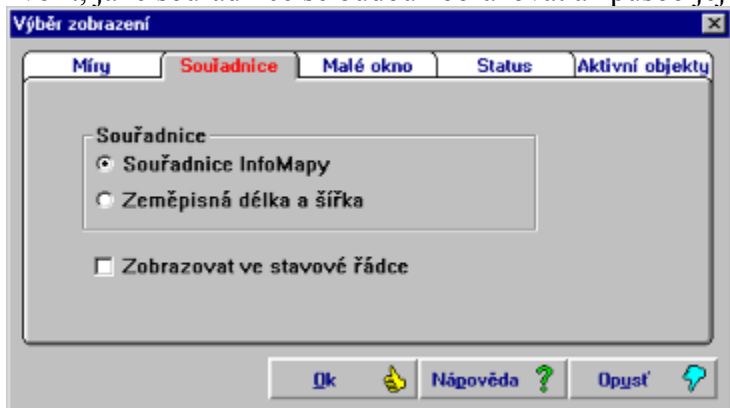 Výběr zobrazení
Míry Souřadnice Malé okno Status Aktivní objekty
Souřadnice
Souřadnice InfoMapy
Zeměpisná délka a šířka
Zobrazovat ve stavové řádce
Ok Nápověda Opusť